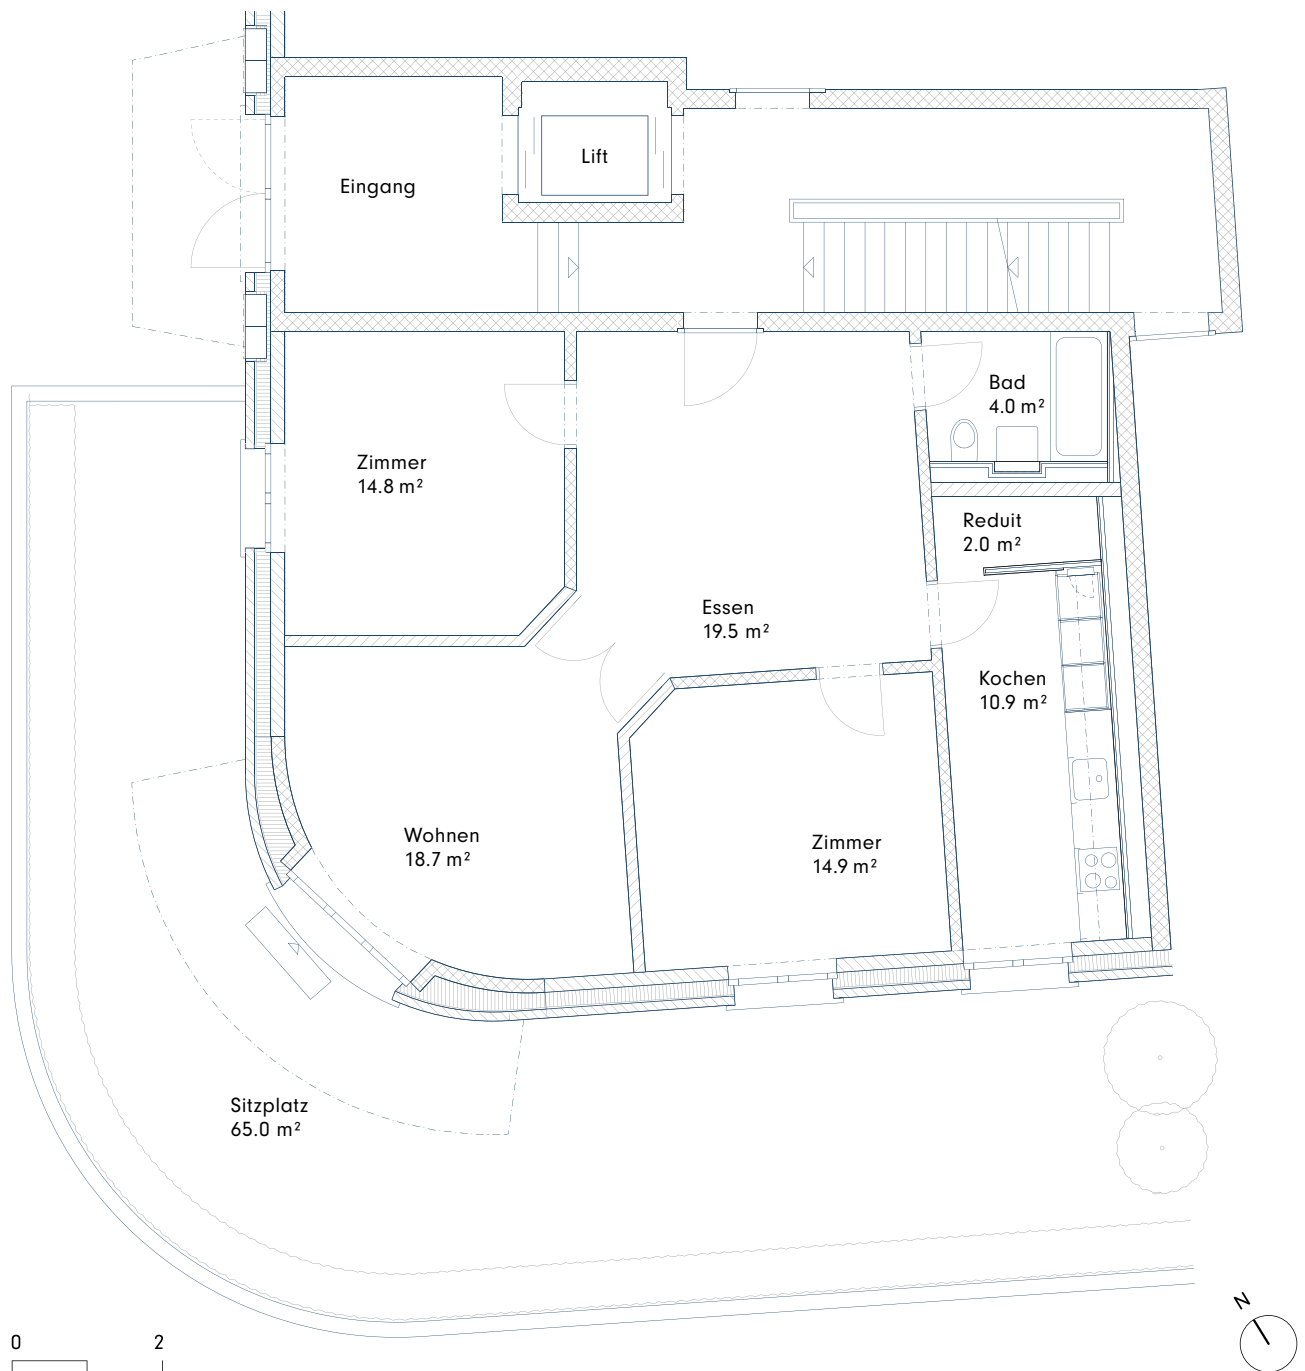 Lift
Eingang
Bad
4.0 m²
Zimmer
14.8 m²
Reduit
2.0 m²
Essen
19.5 m²
Kochen
10.9 m²
Wohnen
18.7 m²
Zimmer
14.9 m²
Sitzplatz
65.0 m²
N
0 2